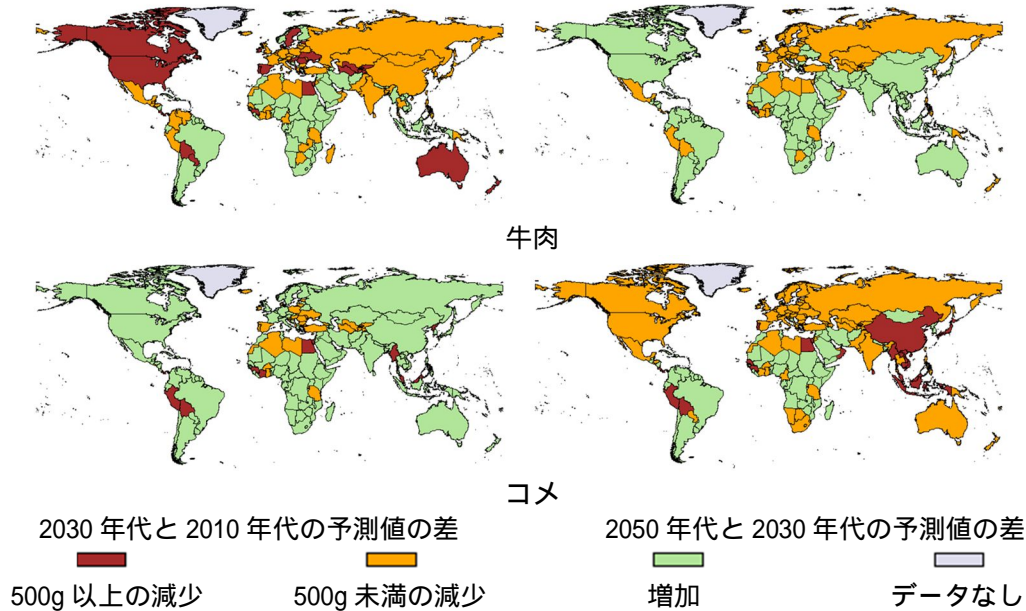 牛肉
コメ
2030 年代と 2010 年代の予測値の差
2050 年代と 2030 年代の予測値の差
500g 以上の減少
500g 未満の減少
増加
データなし